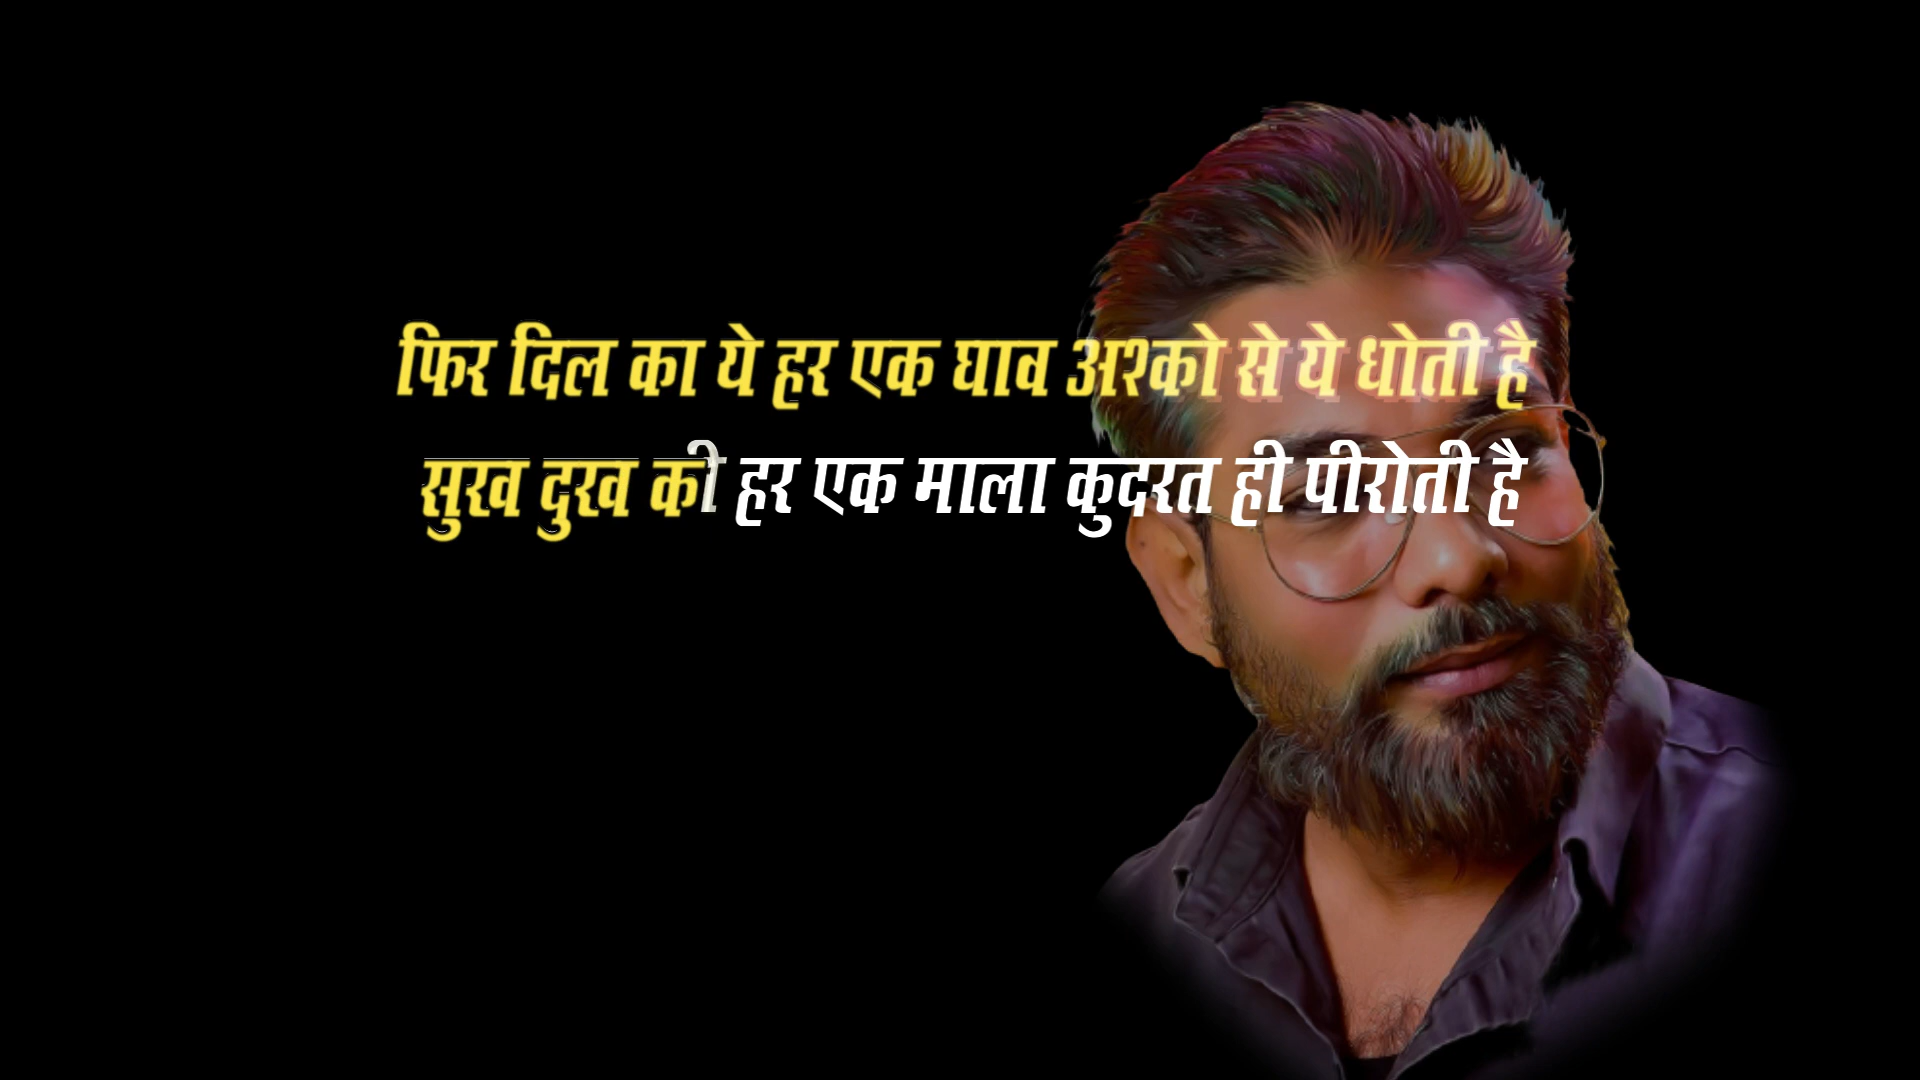 फिर दिल का ये हर एक घाव अश्को से ये धोती है
सुख दुख की हर एक माला कुदरत ही पीरोती है